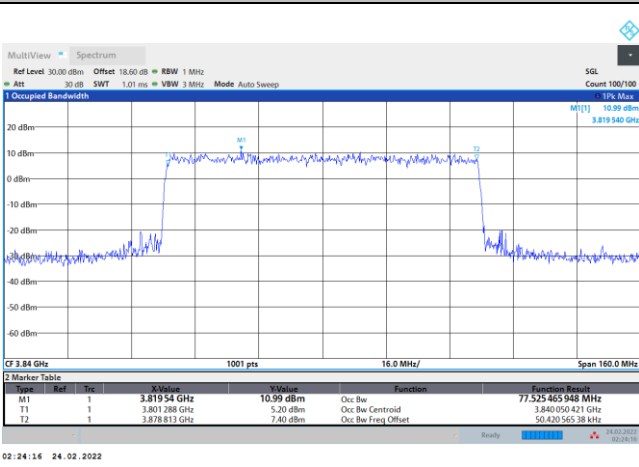 MultiView Spectrum
Ref Level 30.00 dBm Offset 18.60 dB RBW 1 MHz SGL
Att 30 dB SWT 1.01 ms VBW 3 MHz Mode Auto Sweep Count 100/100
1 Occupied Bandwidth 1Pk Max
M1[1] 10.99 dBm
3.819 540 GHz
20 dBm
M1
10 dBm
T1
T2
0 dBm
-10 dBm
-20 dBm
-30 dBm
-40 dBm
-50 dBm
-60 dBm
CF 3.84 GHz 1001 pts 16.0 MHz/ Span 160.0 MHz
2 Marker Table
Type Ref Trc X-Value Y-Value Function Function Result
M1 1 3.819 54 GHz 10.99 dBm Occ Bw 77.525 465 948 MHz
T1 1 3.801 288 GHz 5.20 dBm Occ Bw Centroid 3.840 050 421 GHz
T2 1 3.878 813 GHz 7.40 dBm Occ Bw Freq Offset 50.420 565 38 kHz
Ready 24.02.2022
02:24:16
02:24:16 24.02.2022